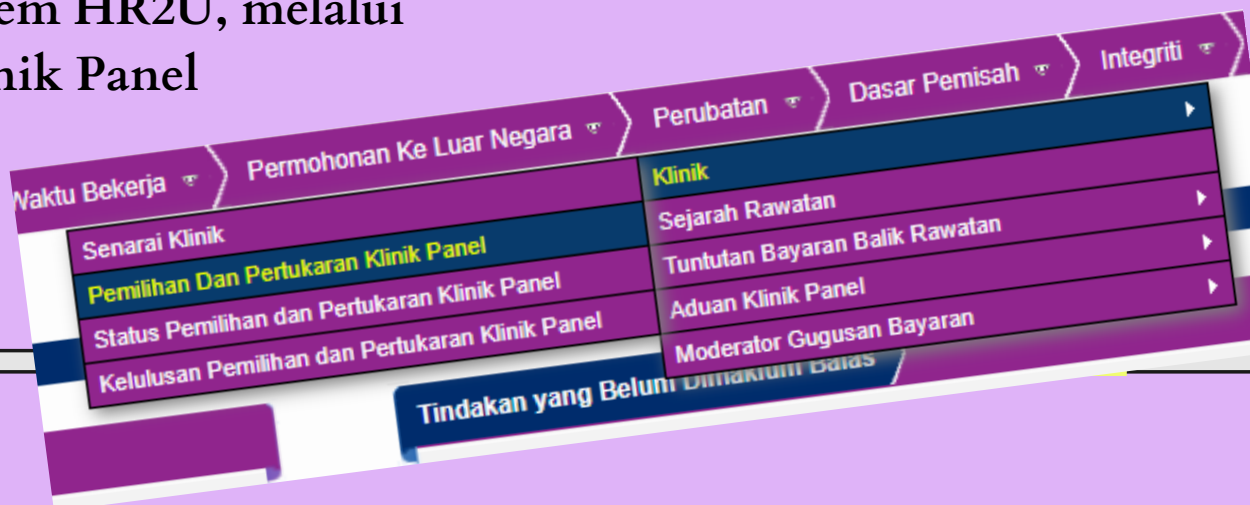 em HR2U, melalui
nik Panel
Waktu Bekerja
Permohonan Ke Luar Negara
Perubatan
Dasar Pemisah
Integriti
Senarai Klinik
Pemilihan Dan Pertukaran Klinik Panel
Status Pemilihan dan Pertukaran Klinik Panel
Kelulusan Pemilihan dan Pertukaran Klinik Panel
Klinik
Sejarah Rawatan
Tuntutan Bayaran Balik Rawatan
Aduan Klinik Panel
Moderator Gugusan Bayaran
Tindakan yang Belum Dimaklum Balas